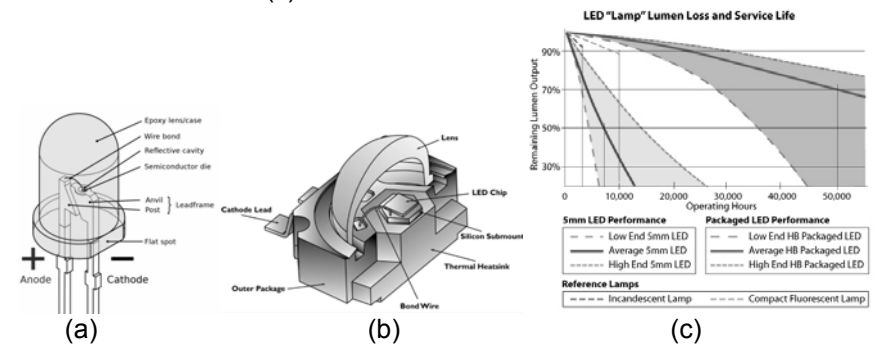 Epoxy lens/case
Wire bond
Reflective cavity
Semiconductor die
Anvil
Post
Leadframe
Flat spot
+
−
Anode
Cathode
(a)
Lens
LED Chip
Cathode Lead
Silicon Submount
Thermal Heatsink
Outer Package
Bond Wire
(b)
LED “Lamp” Lumen Loss and Service Life
Remaining Lumen Output
90%
70%
50%
30%
0
10,000
20,000
30,000
40,000
50,000
Operating Hours
5mm LED Performance
Low End 5mm LED
Average 5mm LED
High End 5mm LED
Packaged LED Performance
Low End HB Packaged LED
Average HB Packaged LED
High End HB Packaged LED
Reference Lamps
Incandescent Lamp
Compact Fluorescent Lamp
(c)